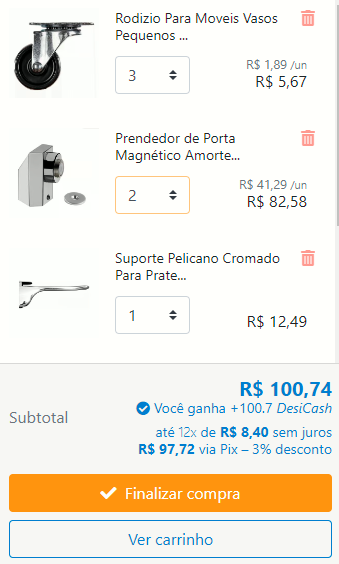 Rodizio Para Moveis Vasos
Pequenos ...
3
R$ 1,89 /un
R$ 5,67
Prendedor de Porta
Magnético Amorte...
2
R$ 41,29 /un
R$ 82,58
Suporte Pelicano Cromado
Para Prate...
1
R$ 12,49
Subtotal
R$ 100,74
Você ganha +100.7 DesiCash
até 12x de R$ 8,40 sem juros
R$ 97,72 via Pix – 3% desconto
Finalizar compra
Ver carrinho